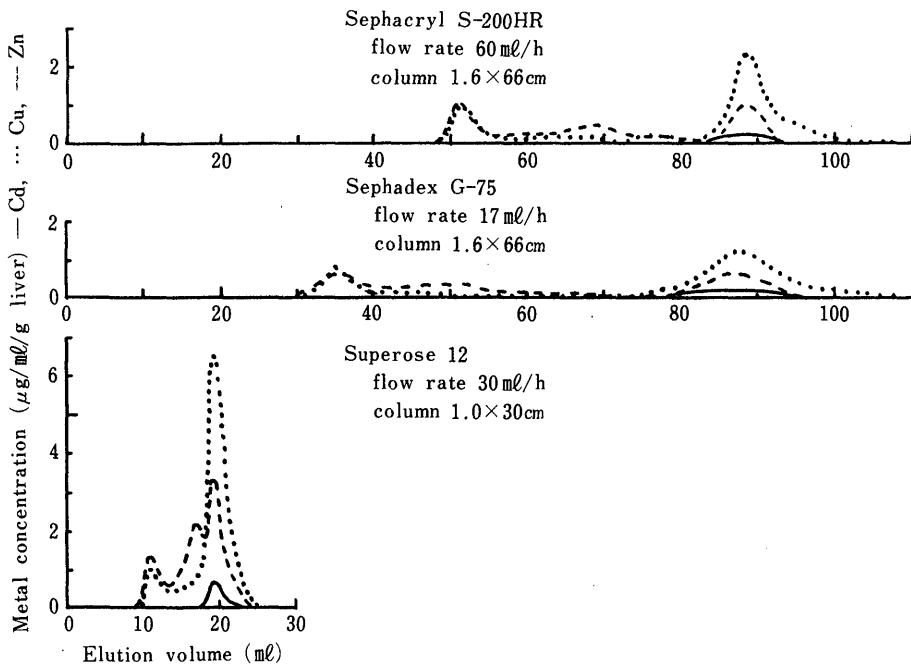 Metal concentration (μg/mℓ/g liver) — Cd, ··· Cu, --- Zn
Sephacryl S-200HR
flow rate 60 mℓ/h
column 1.6×66cm
2
0
0 20 40 60 80 100
Sephadex G-75
flow rate 17 mℓ/h
column 1.6×66cm
2
0
0 20 40 60 80 100
Superose 12
flow rate 30 mℓ/h
column 1.0×30cm
6
4
2
0
0 10 20 30
Elution volume (mℓ)